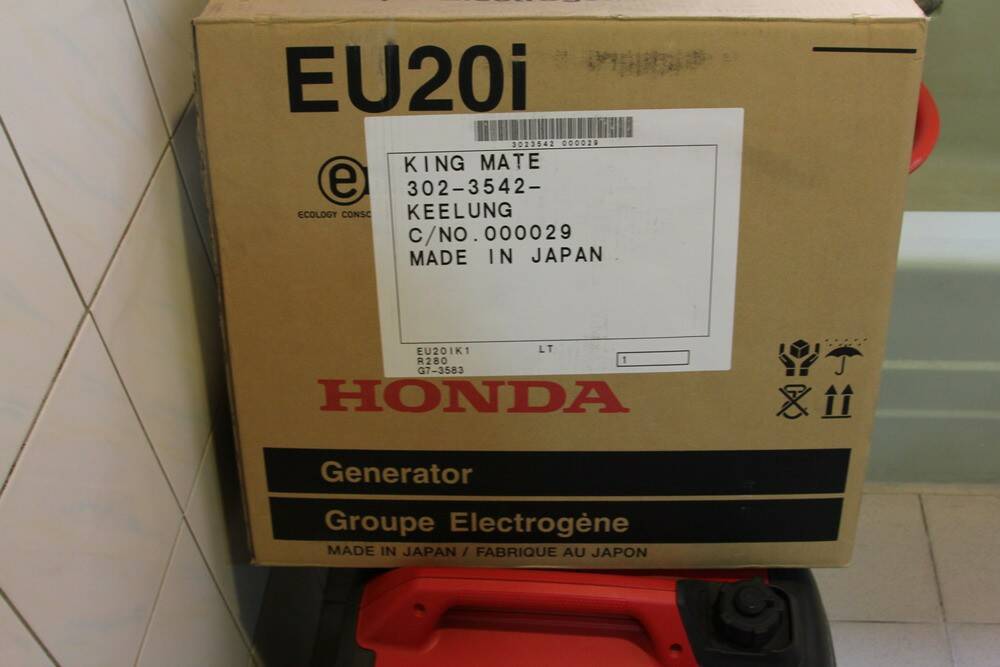 EU20i
3023542 000029
KING MATE
302-3542-
KEELUNG
C/NO.000029
MADE IN JAPAN
e
ECOLOGY
EU20IK1 LT
R280 1
G7-3583
HONDA
Generator
Groupe Electrogène
MADE IN JAPAN / FABRIQUE AU JAPON